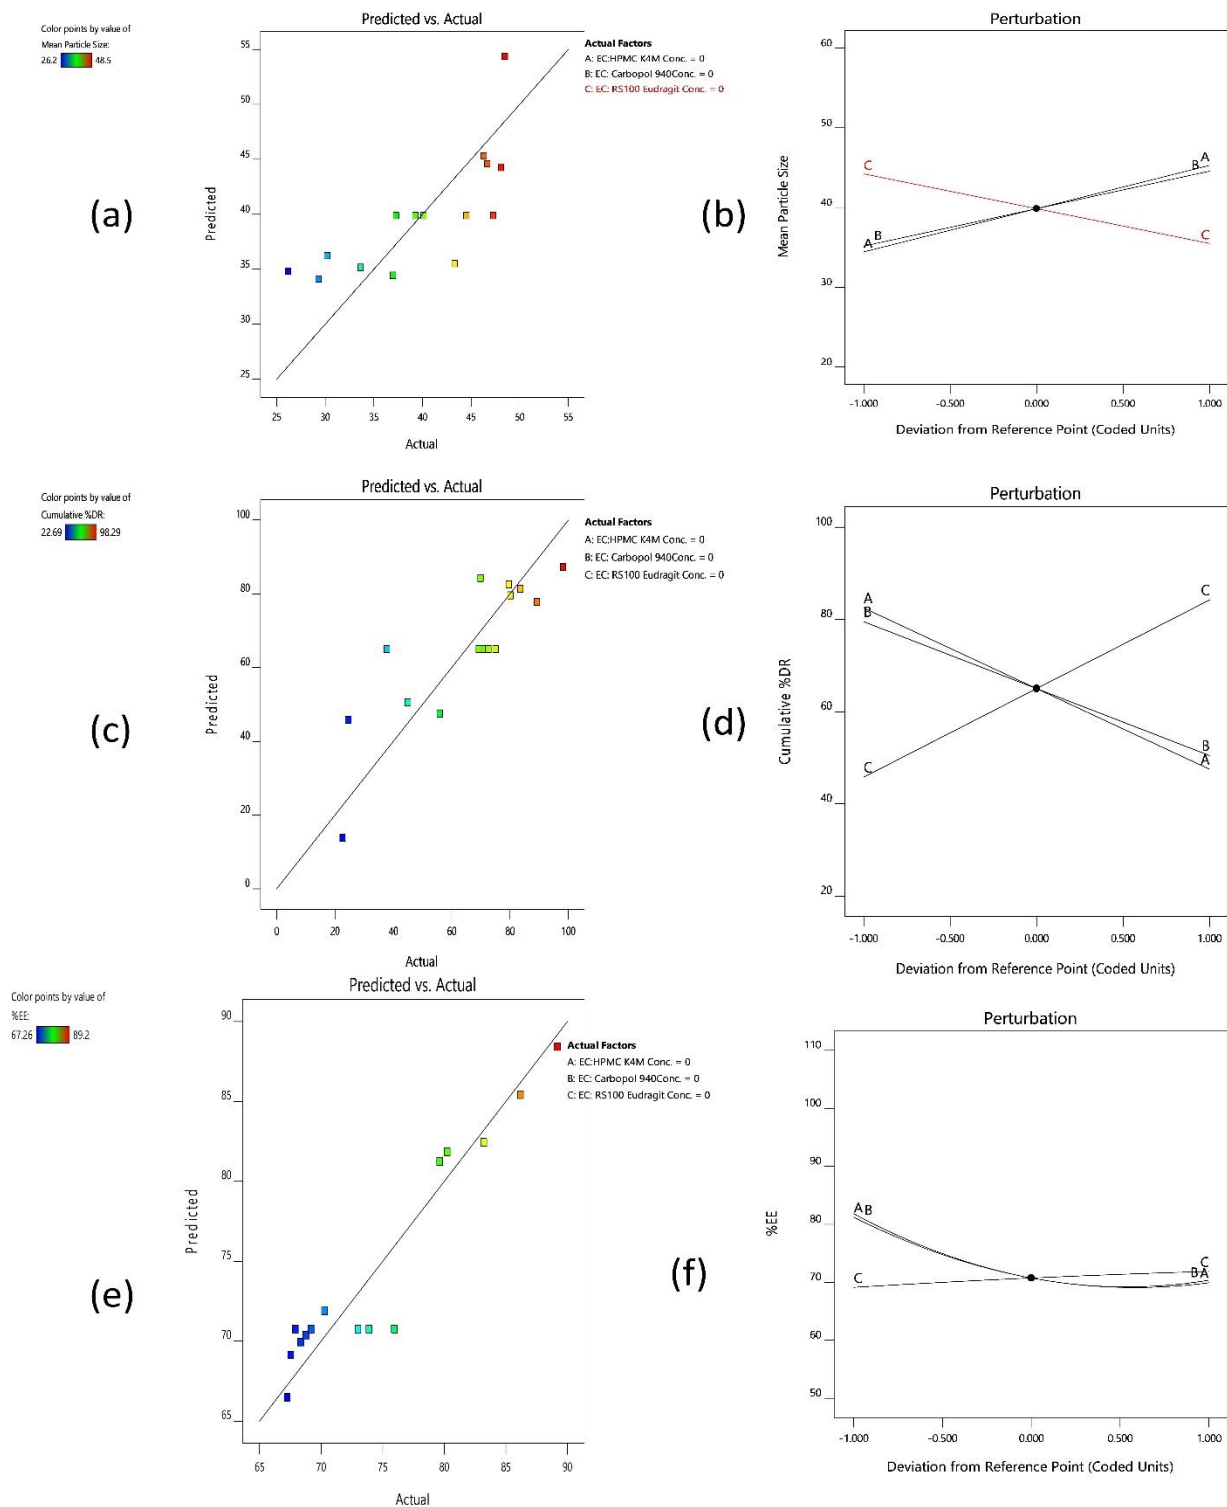 Color points by value of
Mean Particle Size:
26.2 48.5
Predicted vs. Actual
55
50
45
40
35
30
25
Predicted
25 30 35 40 45 50 55
Actual
Actual Factors
A: EC:HPMC K4M Conc. = 0
B: EC: Carbopol 940Conc. = 0
C: EC: RS100 Eudragit Conc. = 0
(a)
Perturbation
60
50
40
30
20
Mean Particle Size
C
B
A
A
B
C
-1.000 -0.500 0.000 0.500 1.000
Deviation from Reference Point (Coded Units)
(b)
Color points by value of
Cumulative %DR:
22.69 98.29
Predicted vs. Actual
100
80
60
40
20
0
Predicted
0 20 40 60 80 100
Actual
Actual Factors
A: EC:HPMC K4M Conc. = 0
B: EC: Carbopol 940Conc. = 0
C: EC: RS100 Eudragit Conc. = 0
(c)
Perturbation
100
80
60
40
20
Cumulative %DR
A
B
C
C
B
A
-1.000 -0.500 0.000 0.500 1.000
Deviation from Reference Point (Coded Units)
(d)
Color points by value of
%EE:
67.26 89.2
Predicted vs. Actual
90
85
80
75
70
65
Predicted
65 70 75 80 85 90
Actual
Actual Factors
A: EC:HPMC K4M Conc. = 0
B: EC: Carbopol 940Conc. = 0
C: EC: RS100 Eudragit Conc. = 0
(e)
Perturbation
110
100
90
80
70
60
50
%EE
A B
C
C
B A
-1.000 -0.500 0.000 0.500 1.000
Deviation from Reference Point (Coded Units)
(f)